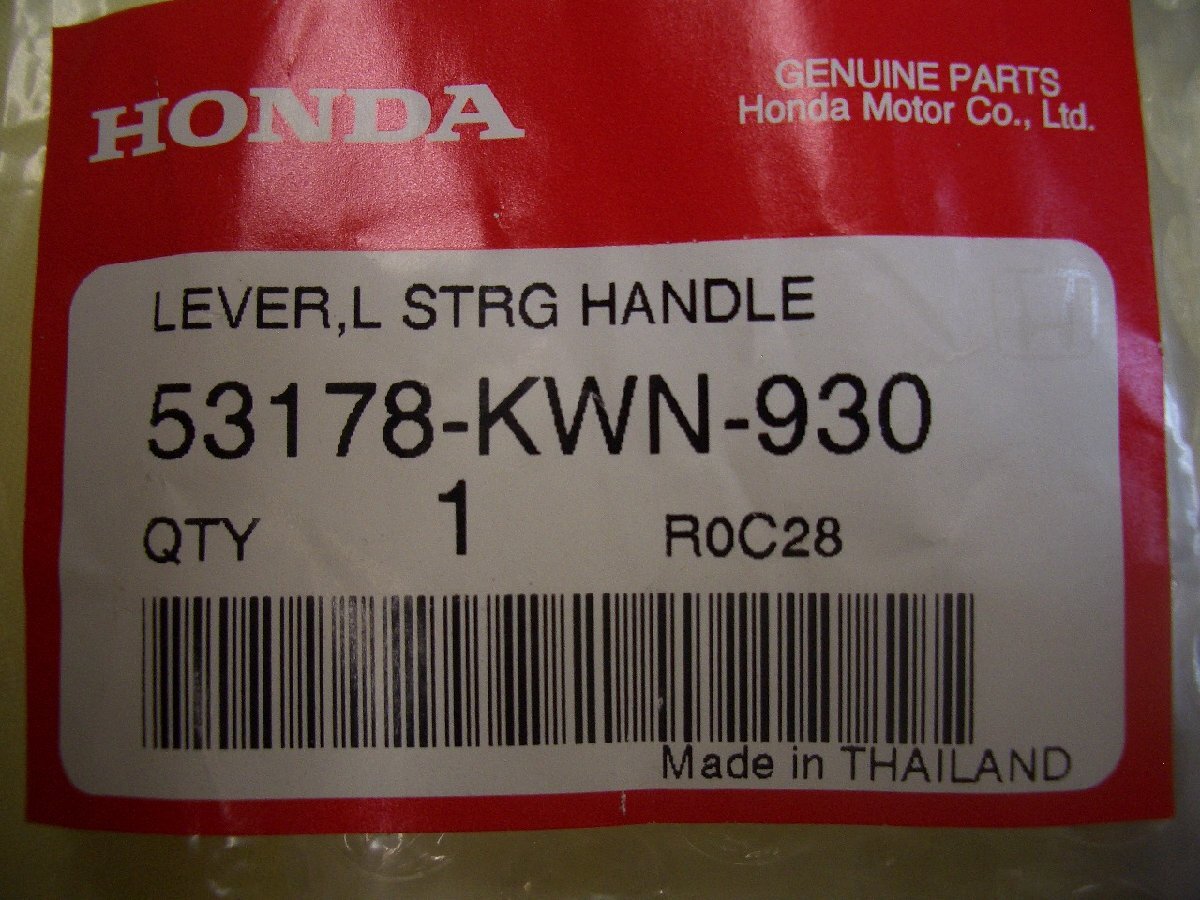 HONDA
GENUINE PARTS
Honda Motor Co., Ltd.
LEVER,L STRG HANDLE
53178-KWN-930
QTY 1 R0C28
Made in THAILAND